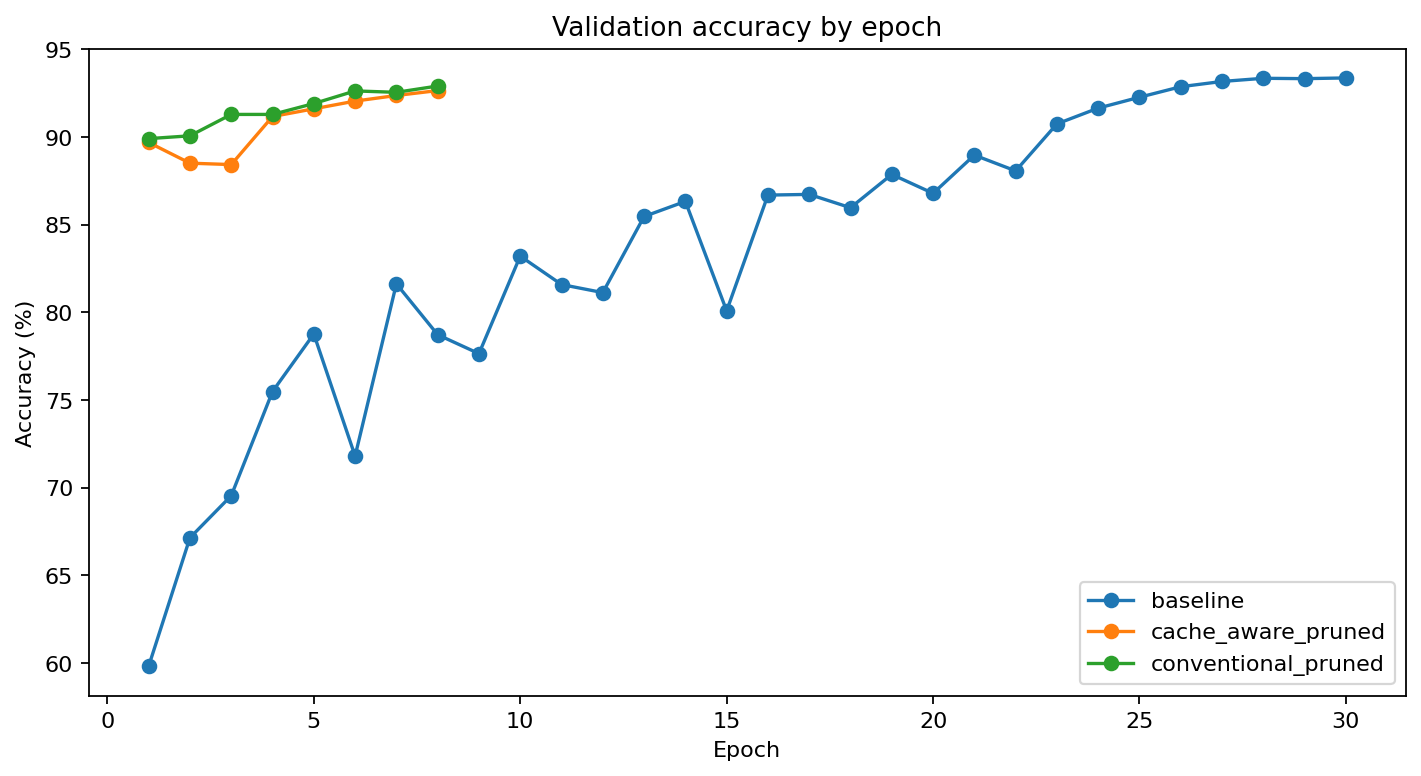 Validation accuracy by epoch
95
90
85
80
75
70
65
60
Accuracy (%)
0 5 10 15 20 25 30
Epoch
baseline
cache_aware_pruned
conventional_pruned